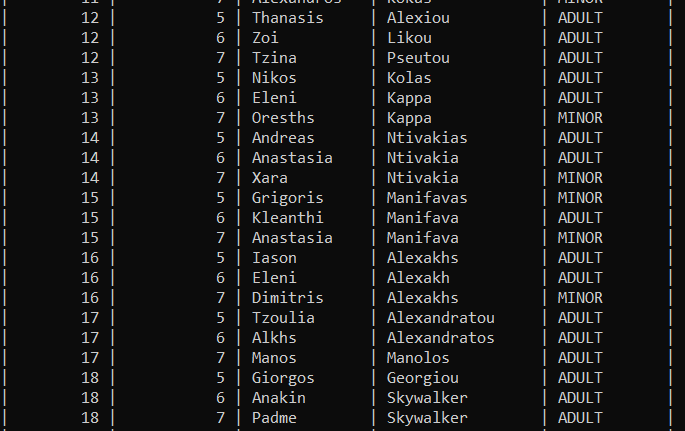 | 11 | 7 | Alexandros | Kokas | MINOR |
| 12 | 5 | Thanasis | Alexiou | ADULT |
| 12 | 6 | Zoi | Likou | ADULT |
| 12 | 7 | Tzina | Pseutou | ADULT |
| 13 | 5 | Nikos | Kolas | ADULT |
| 13 | 6 | Eleni | Kappa | ADULT |
| 13 | 7 | Oresths | Kappa | MINOR |
| 14 | 5 | Andreas | Ntivakias | ADULT |
| 14 | 6 | Anastasia | Ntivakia | ADULT |
| 14 | 7 | Xara | Ntivakia | MINOR |
| 15 | 5 | Grigoris | Manifavas | MINOR |
| 15 | 6 | Kleanthi | Manifava | ADULT |
| 15 | 7 | Anastasia | Manifava | MINOR |
| 16 | 5 | Iason | Alexakhs | ADULT |
| 16 | 6 | Eleni | Alexakh | ADULT |
| 16 | 7 | Dimitris | Alexakhs | MINOR |
| 17 | 5 | Tzoulia | Alexandratou | ADULT |
| 17 | 6 | Alkhs | Alexandratos | ADULT |
| 17 | 7 | Manos | Manolos | ADULT |
| 18 | 5 | Giorgos | Georgiou | ADULT |
| 18 | 6 | Anakin | Skywalker | ADULT |
| 18 | 7 | Padme | Skywalker | ADULT |